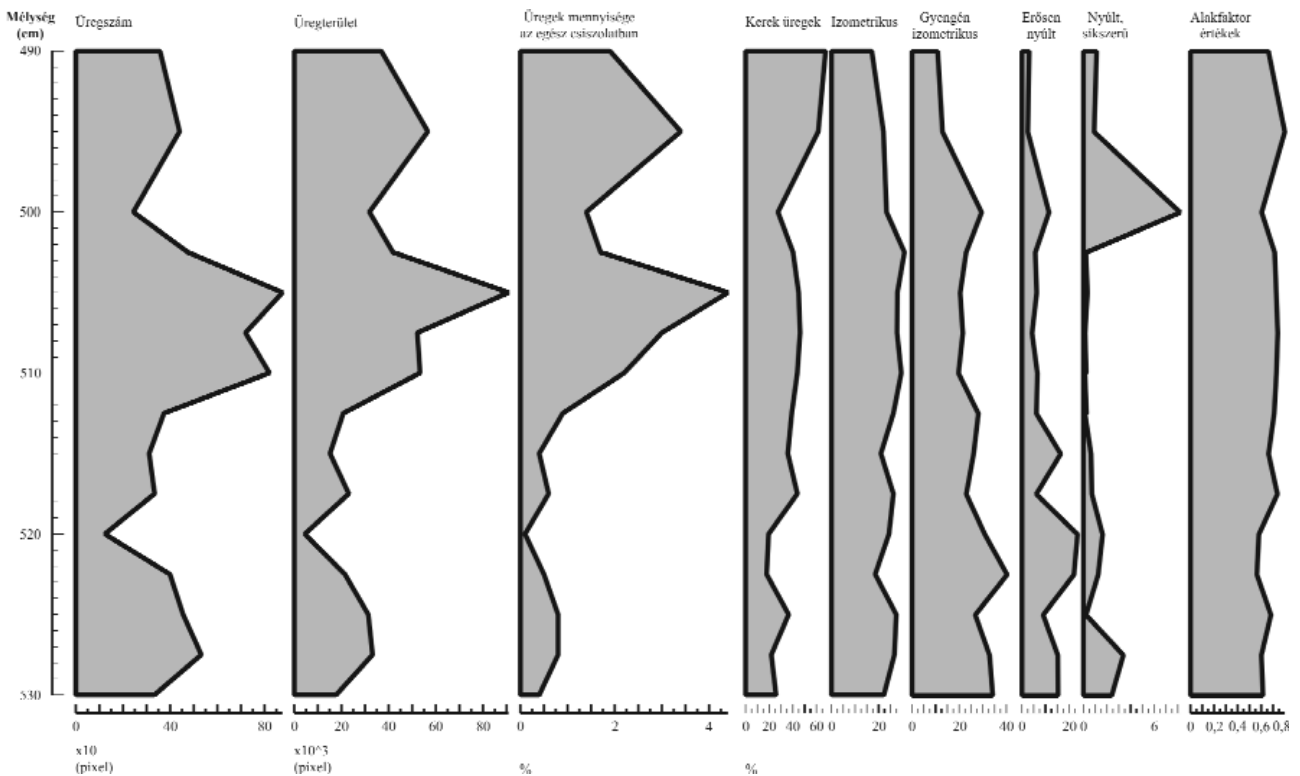 Mélység
(cm)
Üregszám
Üregterület
Üregek mennyisége
az egész csiszolatban
Kerek üregek
Izometrikus
Gyengén
izometrikus
Erősen
nyúlt
Nyúlt,
síkszerű
Alakfaktor
értékek
490
500
510
520
530
0 40 80
0 20 40 60 80
0 2 4
0 20 40 60
0 20
0 20 40
0 20
0 6
0 0,2 0,4 0,6 0,8
x10
(pixel)
x10^3
(pixel)
%
%